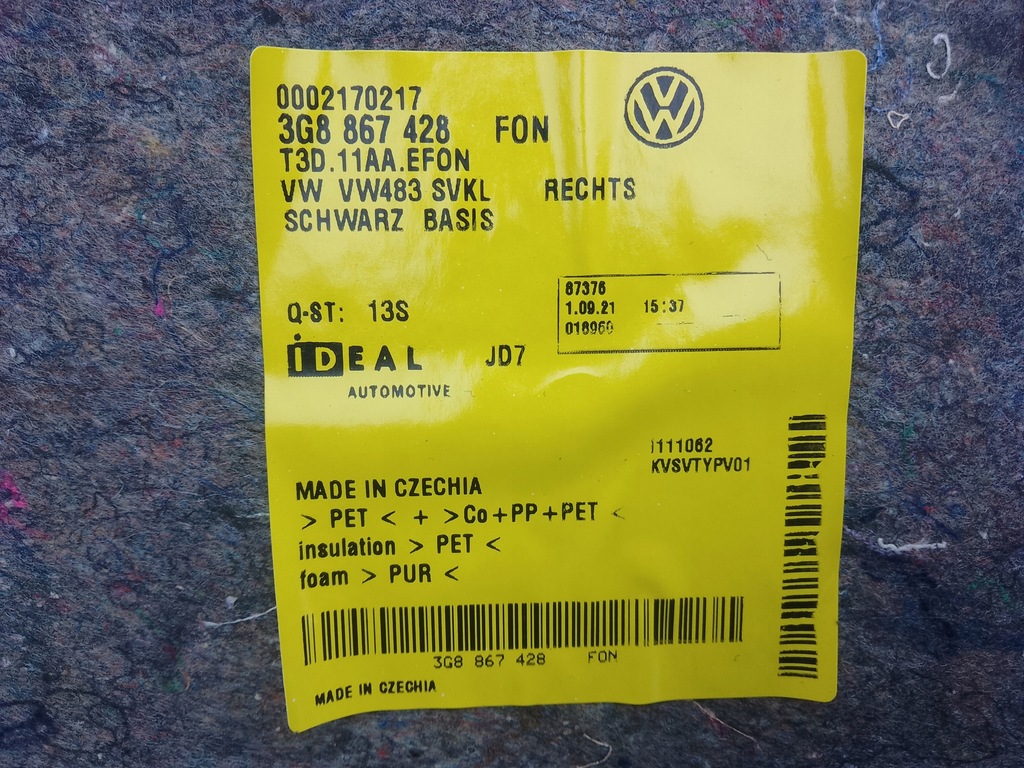 0002170217
3G8 867 428 FON
T3D.11AA.EFON
VW VW483 SVKL RECHTS
SCHWARZ BASIS
87376
1.09.21 15:37
Q-ST: 13S
iDEAL JD7
AUTOMOTIVE
111062
KVSVTYPV01
MADE IN CZECHIA
> PET < + >Co+PP+PET <
insulation > PET <
foam > PUR <
3G8 867 428 FON
MADE IN CZECHIA